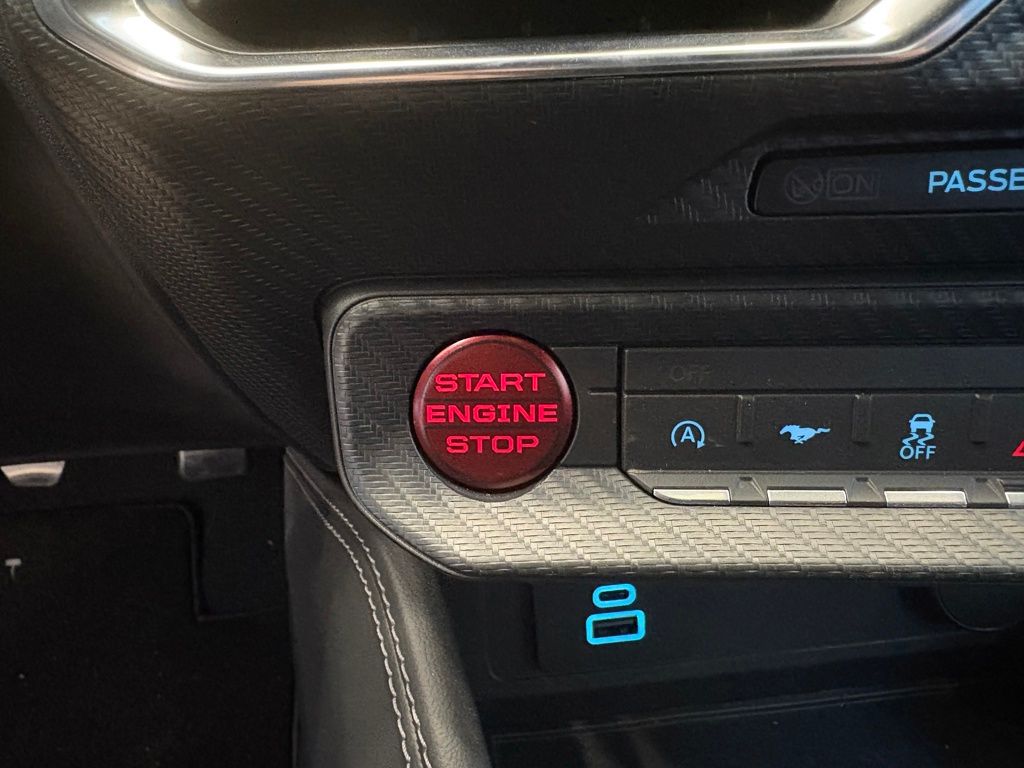 ON
PASSE
START
ENGINE
STOP
OFF
A
OFF
T